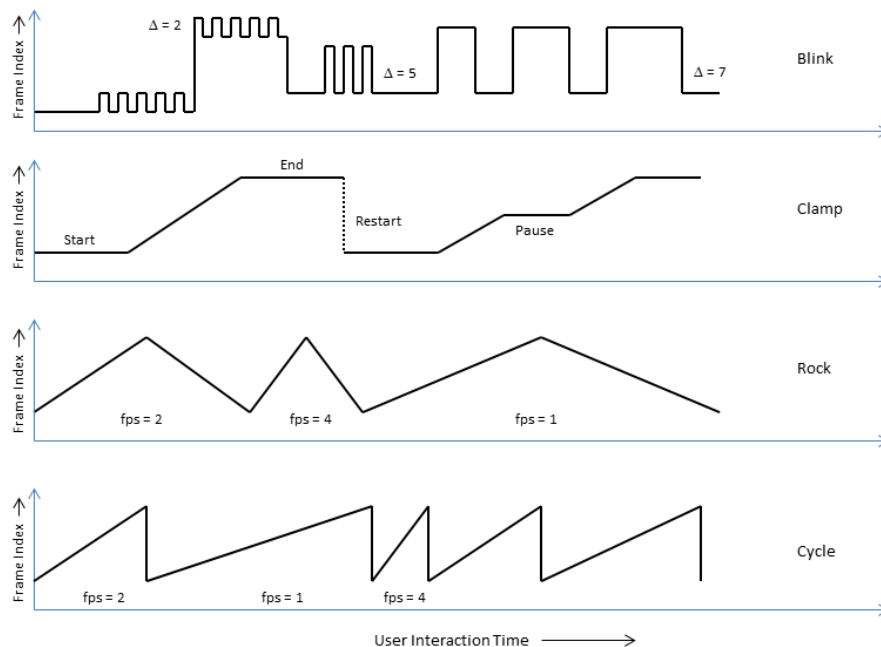 Frame Index
Δ = 2
Δ = 5
Δ = 7
Blink
Frame Index
Start
End
Restart
Pause
Clamp
Frame Index
fps = 2
fps = 4
fps = 1
Rock
Frame Index
fps = 2
fps = 1
fps = 4
Cycle
User Interaction Time